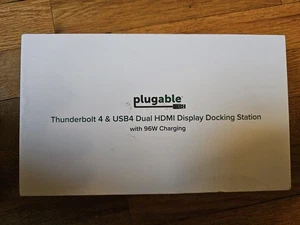 plugable
Thunderbolt 4 & USB4 Dual HDMI Display Docking Station
with 96W Charging